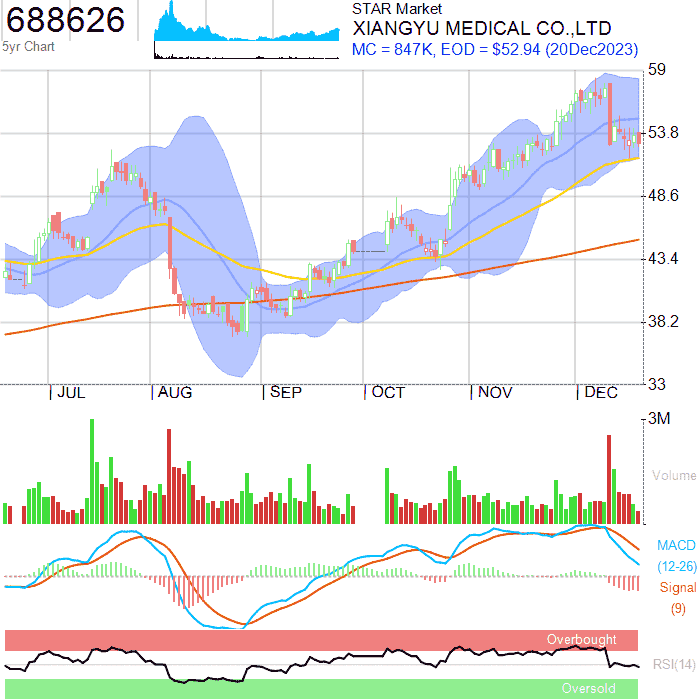 688626
5yr Chart
STAR Market
XIANGYU MEDICAL CO.,LTD
MC = 847K, EOD = $52.94 (20Dec2023)
59
53.8
48.6
43.4
38.2
33
JUL AUG SEP OCT NOV DEC
3M
Volume
MACD
(12-26)
Signal
(9)
Overbought
RSI(14)
Oversold